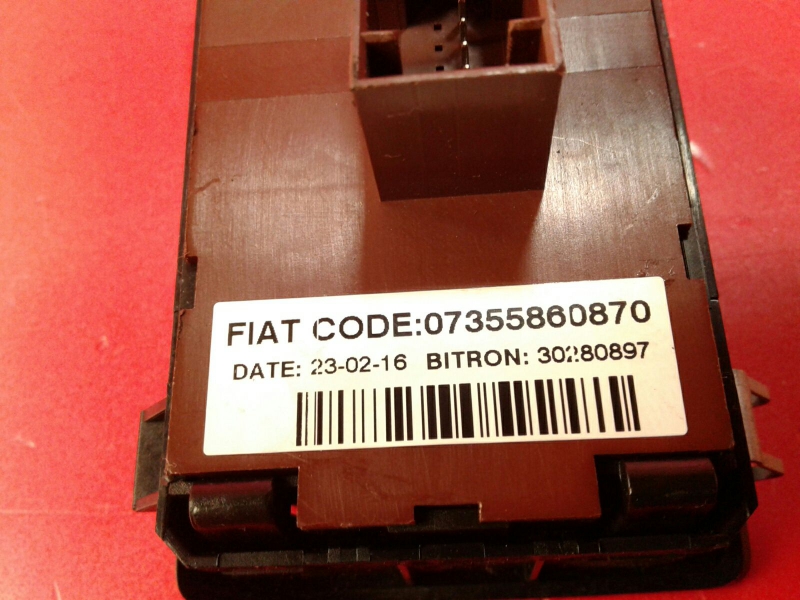 FIAT CODE:07355860870
DATE: 23-02-16 BITRON: 30280897